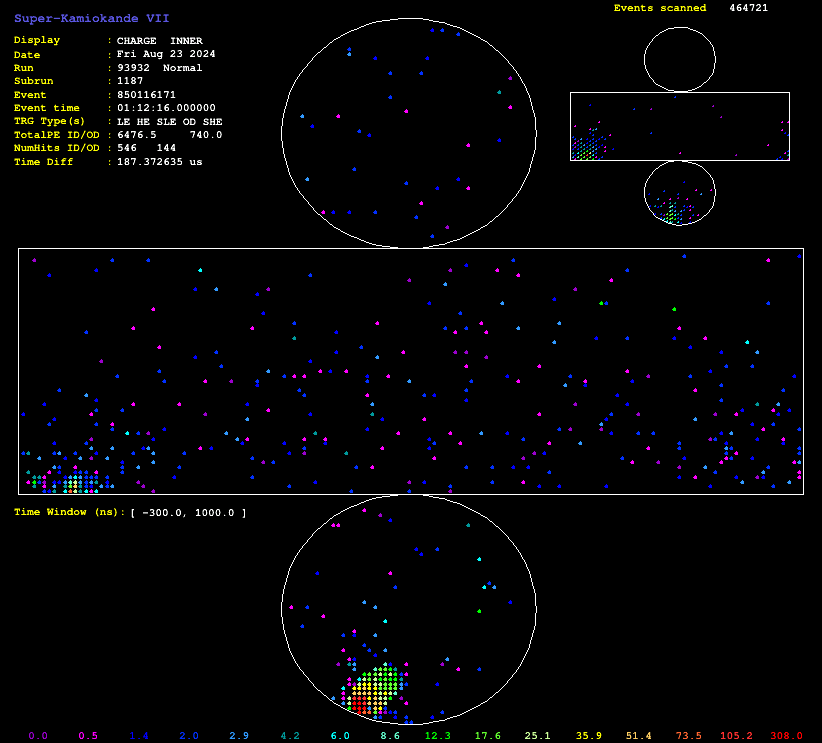 Super-Kamiokande VII
Events scanned 464721
Display : CHARGE INNER
Date : Fri Aug 23 2024
Run : 93932 Normal
Subrun : 1187
Event : 850116171
Event time : 01:12:16.000000
TRG Type(s) : LE HE SLE OD SHE
TotalPE ID/OD : 6476.5 740.0
NumHits ID/OD : 546 144
Time Diff : 187.372635 us
Time Window (ns): [ -300.0, 1000.0 ]
0.0 0.5 1.4 2.0 2.9 4.2 6.0 8.6 12.3 17.6 25.1 35.9 51.4 73.5 105.2 308.0